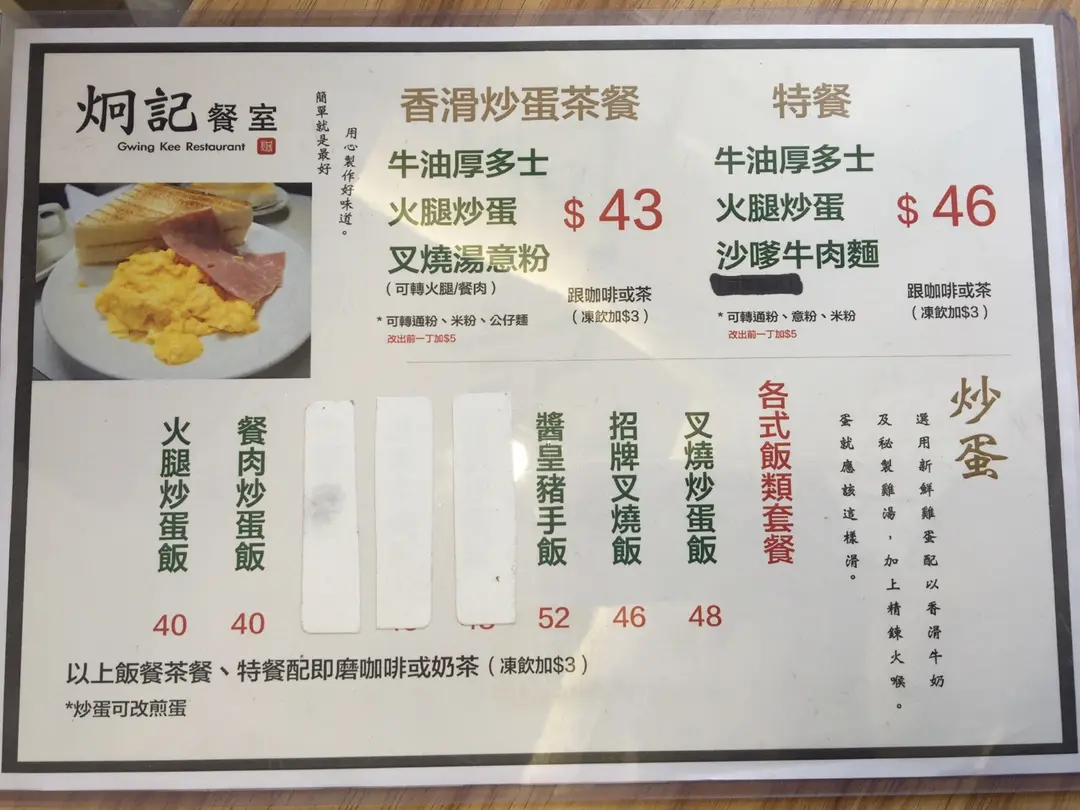 炯記餐室
Gwing Kee Restaurant
簡單就是最好
用心製作好味道。
香滑炒蛋茶餐
牛油厚多士
火腿炒蛋
叉燒湯意粉
(可轉火腿/餐肉)
$ 43
跟咖啡或茶
(凍飲加$3)
*可轉通粉、米粉、公仔麵
改出前一丁加$5
特餐
牛油厚多士
火腿炒蛋
沙嗲牛肉麵
$ 46
跟咖啡或茶
(凍飲加$3)
*可轉通粉、意粉、米粉
改出前一丁加$5
炒蛋
選用新鮮雞蛋配以香滑牛奶
及秘製雞湯，加上精鍊火喉。
蛋就應該這樣滑。
各式飯類套餐
叉燒炒蛋飯
48
招牌叉燒飯
46
醬皇豬手飯
52
餐肉炒蛋飯
40
火腿炒蛋飯
40
以上飯餐茶餐、特餐配即磨咖啡或奶茶(凍飲加$3)
*炒蛋可改煎蛋